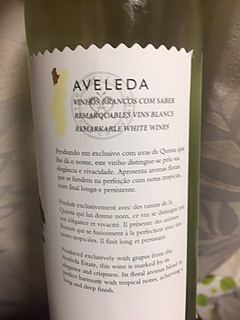 AVELEDA
VINHOS BRANCOS COM SABER
REMARQUABLES VINS BLANCS
REMARKABLE WHITE WINES
Produzido em exclusivo com uvas da Quinta que
lhe dá o nome, este vinho distingue-se pela sua
elegância e vivacidade. Apresenta aromas florais
que se fundem na perfeição com notas tropicais,
num final longo e persistente.
Produit exclusivement avec des raisins de la
Quinta qui lui donne nom, ce vin se distingue par
son élégance et vivacité. Il présente des arômes
floraux qui se fusionnent à la perfection avec des
notes tropicales. Il finit long et persistant.
Produced exclusively with grapes from the
Aveleda Estate, this wine is marked by its
elegance and crispness. Its floral aromas blend in
perfect harmony with tropical notes, achieving a
long and deep finish.